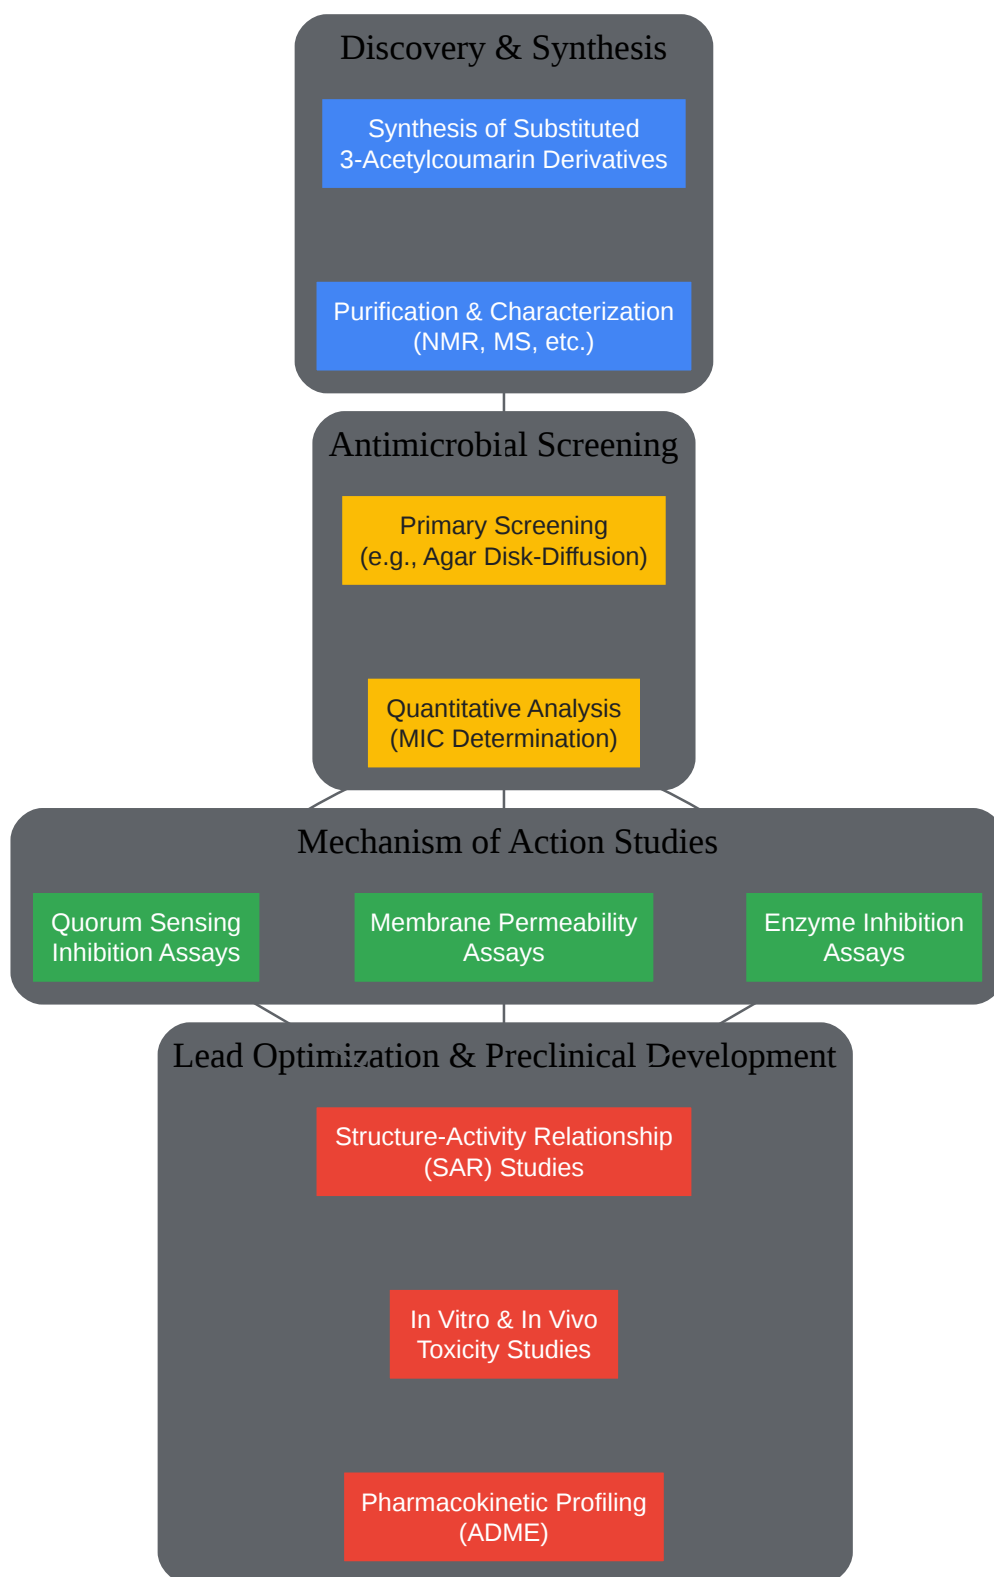 Discovery & Synthesis
Synthesis of Substituted
3-Acetylcoumarin Derivatives
Purification & Characterization
(NMR, MS, etc.)
Antimicrobial Screening
Primary Screening
(e.g., Agar Disk-Diffusion)
Quantitative Analysis
(MIC Determination)
Mechanism of Action Studies
Quorum Sensing
Inhibition Assays
Membrane Permeability
Assays
Enzyme Inhibition
Assays
Lead Optimization & Preclinical Development
Structure-Activity Relationship
(SAR) Studies
In Vitro & In Vivo
Toxicity Studies
Pharmacokinetic Profiling
(ADME)